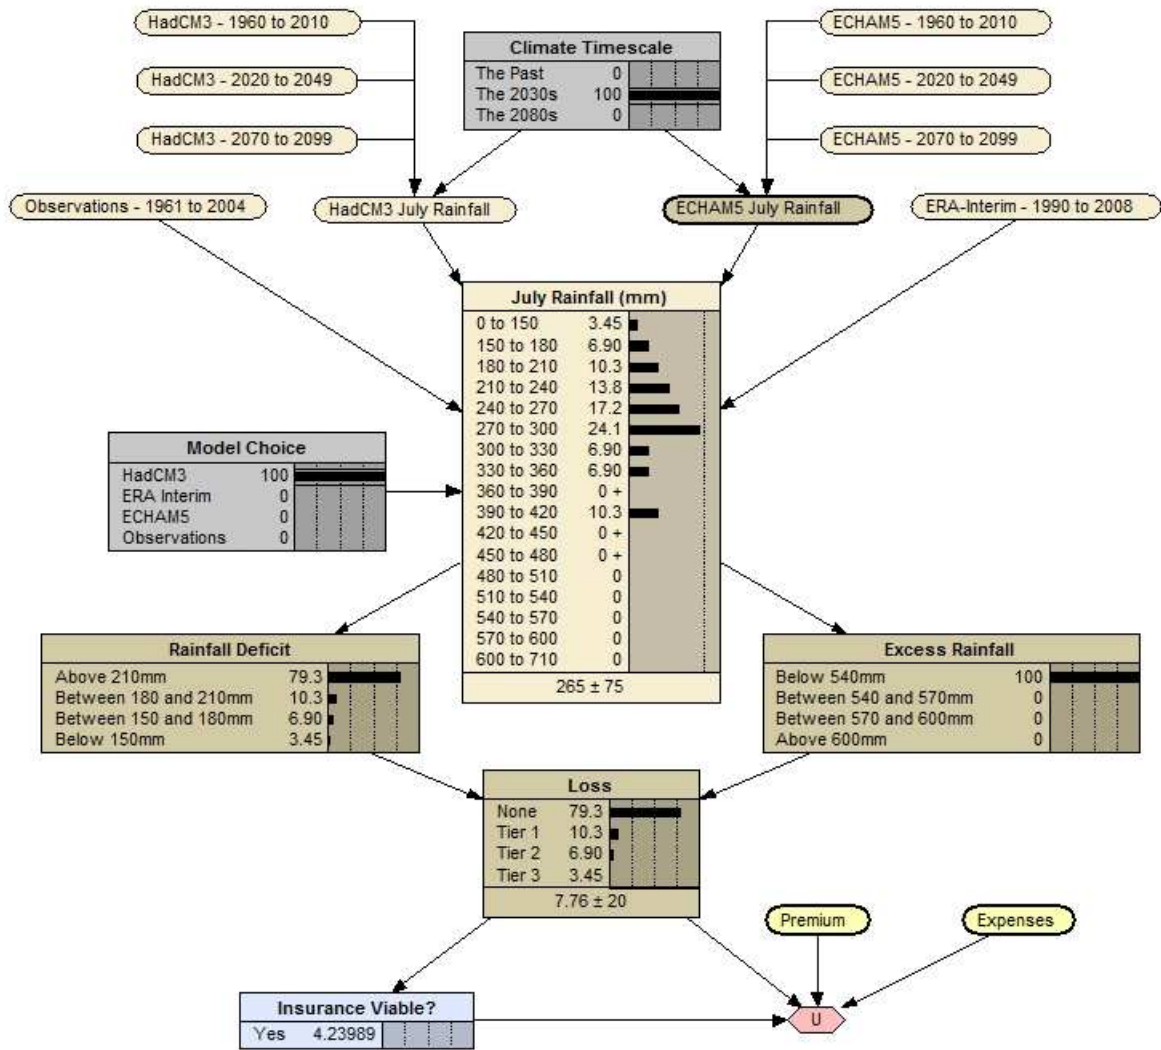 HadCM3 - 1960 to 2010
ECHAM5 - 1960 to 2010
Climate Timescale
The Past 0
The 2030s 100
The 2080s 0
HadCM3 - 2020 to 2049
ECHAM5 - 2020 to 2049
HadCM3 - 2070 to 2099
ECHAM5 - 2070 to 2099
Observations - 1961 to 2004
HadCM3 July Rainfall
ECHAM5 July Rainfall
ERA-Interim - 1990 to 2008
July Rainfall (mm)
0 to 150 3.45
150 to 180 6.90
180 to 210 10.3
210 to 240 13.8
240 to 270 17.2
270 to 300 24.1
300 to 330 6.90
330 to 360 6.90
360 to 390 0 +
390 to 420 10.3
420 to 450 0 +
450 to 480 0 +
480 to 510 0
510 to 540 0
540 to 570 0
570 to 600 0
600 to 710 0
265 ± 75
Model Choice
HadCM3 100
ERA Interim 0
ECHAM5 0
Observations 0
Rainfall Deficit
Above 210mm 79.3
Between 180 and 210mm 10.3
Between 150 and 180mm 6.90
Below 150mm 3.45
Excess Rainfall
Below 540mm 100
Between 540 and 570mm 0
Between 570 and 600mm 0
Above 600mm 0
Loss
None 79.3
Tier 1 10.3
Tier 2 6.90
Tier 3 3.45
7.76 ± 20
Premium
Expenses
Insurance Viable?
Yes 4.23989
U